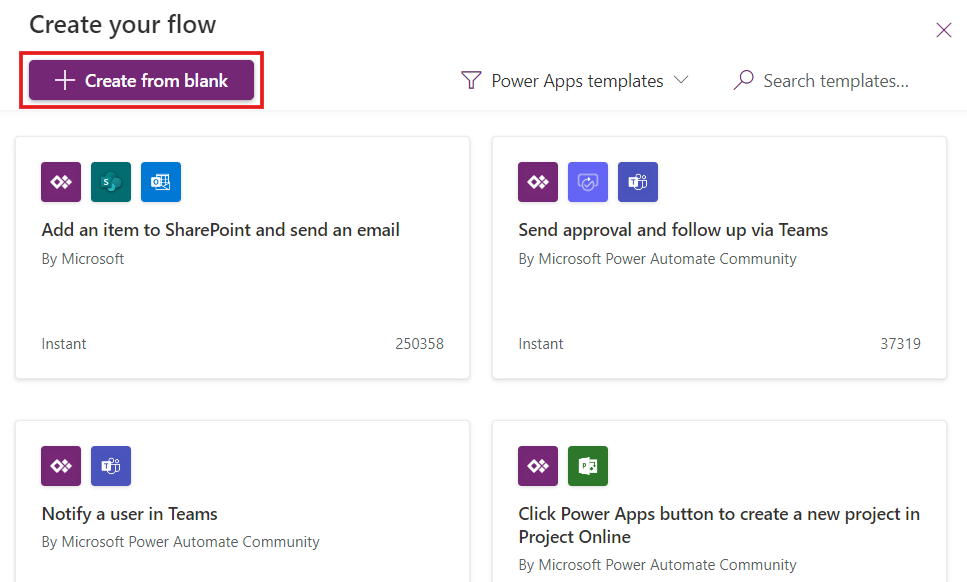 Create your flow
Create from blank
Power Apps templates
Search templates...
Add an item to SharePoint and send an email
By Microsoft
Instant
250358
Send approval and follow up via Teams
By Microsoft Power Automate Community
Instant
37319
Notify a user in Teams
By Microsoft Power Automate Community
Click Power Apps button to create a new project in
Project Online
By Microsoft Power Automate Community